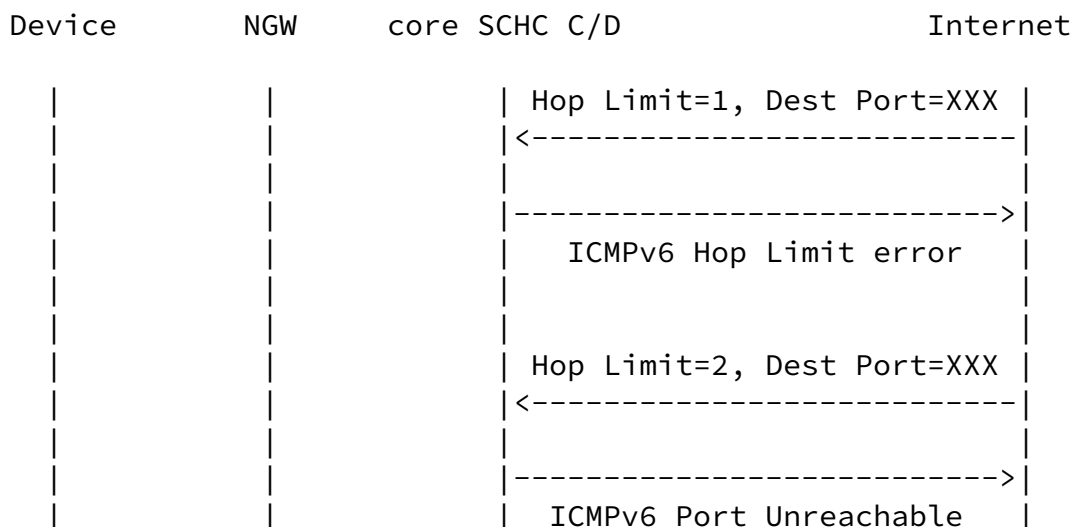 Device NGW core SCHC C/D Internet
| | | Hop Limit=1, Dest Port=XXX |
| | |<---------------------------|
| | | |
| | |--------------------------->|
| | | ICMPv6 Hop Limit error |
| | | |
| | | |
| | | Hop Limit=2, Dest Port=XXX |
| | |<---------------------------|
| | | |
| | |--------------------------->|
| | | ICMPv6 Port Unreachable |